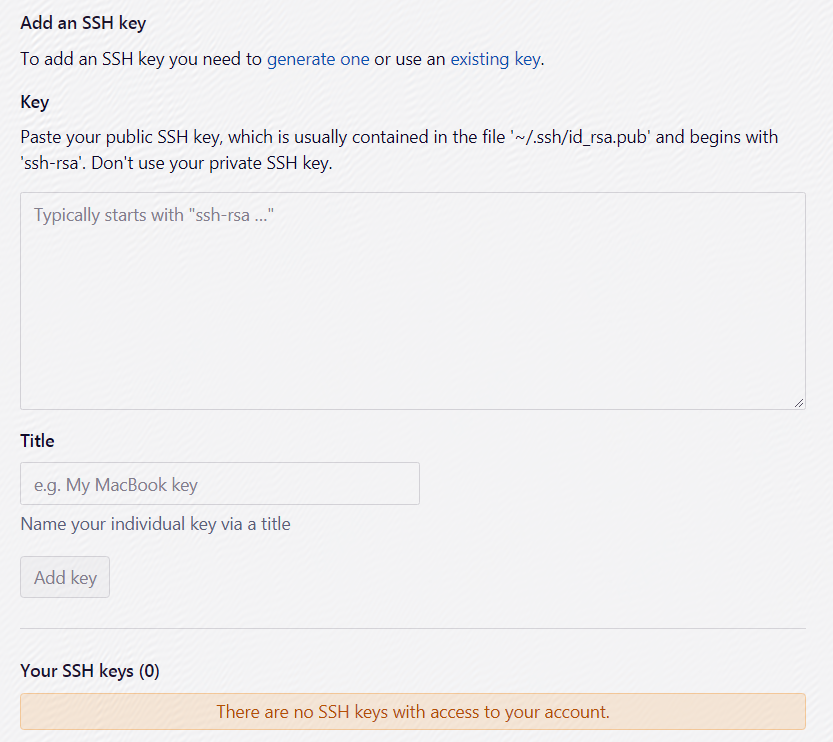 Add an SSH key
To add an SSH key you need to generate one or use an existing key.
Key
Paste your public SSH key, which is usually contained in the file '~/.ssh/id_rsa.pub' and begins with
'ssh-rsa'. Don't use your private SSH key.
Typically starts with "ssh-rsa ..."
Title
e.g. My MacBook key
Name your individual key via a title
Add key
Your SSH keys (0)
There are no SSH keys with access to your account.